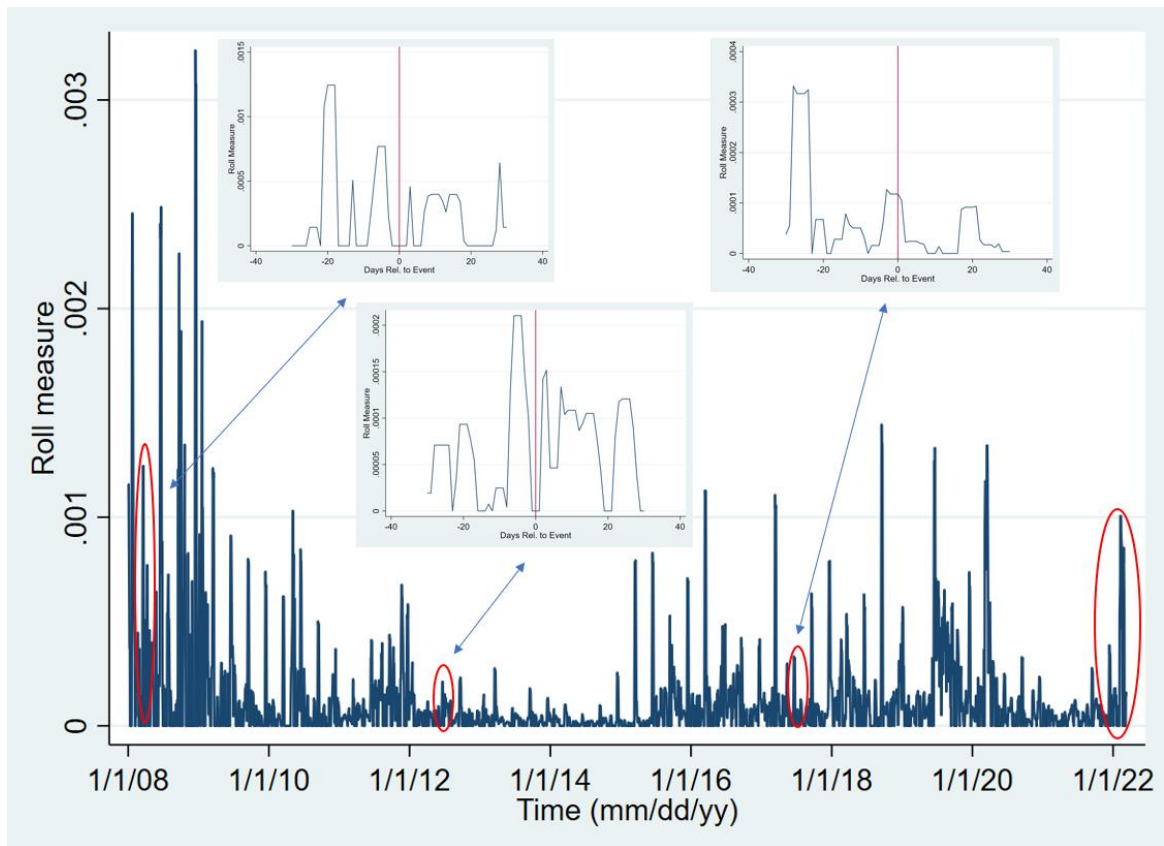 Roll measure
.003
.002
.001
0
1/1/08 1/1/10 1/1/12 1/1/14 1/1/16 1/1/18 1/1/20 1/1/22
Time (mm/dd/yy)
Roll Measure
.0015
.001
.0005
0
-40 -20 0 20 40
Days Rel. to Event
Roll Measure
.0004
.0003
.0002
.0001
0
-40 -20 0 20 40
Days Rel. to Event
Roll Measure
.0002
.00015
.0001
.00005
0
-40 -20 0 20 40
Days Rel. to Event